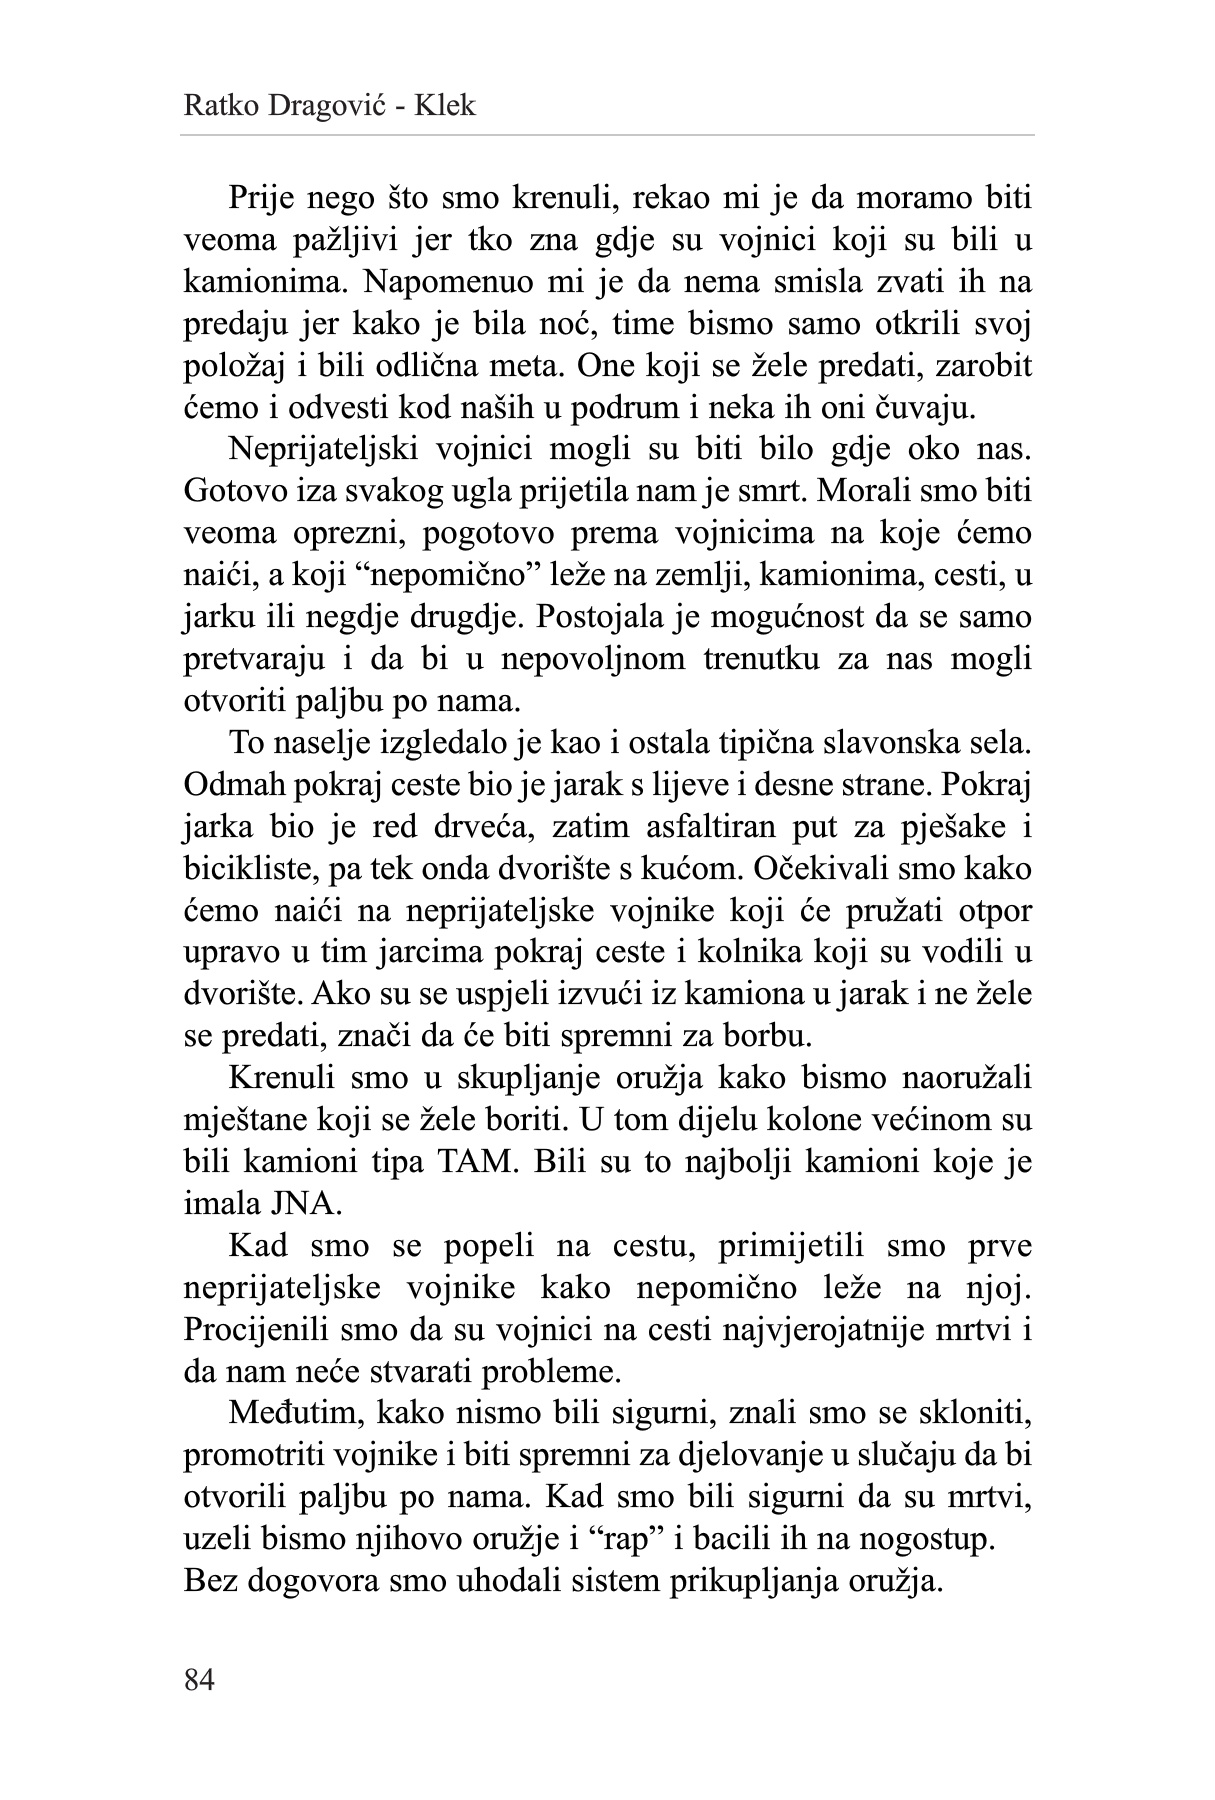 Ratko Dragović - Klek
Prije nego što smo krenuli, rekao mi je da moramo biti
veoma pažljivi jer tko zna gdje su vojnici koji su bili u
kamionima. Napomenuo mi je da nema smisla zvati ih na
predaju jer kako je bila noć, time bismo samo otkrili svoj
položaj i bili odlična meta. One koji se žele predati, zarobit
ćemo i odvesti kod naših u podrum i neka ih oni čuvaju.
Neprijateljski vojnici mogli su biti bilo gdje oko nas.
Gotovo iza svakog ugla prijetila nam je smrt. Morali smo biti
veoma oprezni, pogotovo prema vojnicima na koje ćemo
naići, a koji “nepomično” leže na zemlji, kamionima, cesti, u
jarku ili negdje drugdje. Postojala je mogućnost da se samo
pretvaraju i da bi u nepovoljnom trenutku za nas mogli
otvoriti paljbu po nama.
To naselje izgledalo je kao i ostala tipična slavonska sela.
Odmah pokraj ceste bio je jarak s lijeve i desne strane. Pokraj
jarka bio je red drveća, zatim asfaltiran put za pješake i
bicikliste, pa tek onda dvorište s kućom. Očekivali smo kako
ćemo naići na neprijateljske vojnike koji će pružati otpor
upravo u tim jarcima pokraj ceste i kolnika koji su vodili u
dvorište. Ako su se uspjeli izvući iz kamiona u jarak i ne žele
se predati, znači da će biti spremni za borbu.
Krenuli smo u skupljanje oružja kako bismo naoružali
mještane koji se žele boriti. U tom dijelu kolone većinom su
bili kamioni tipa TAM. Bili su to najbolji kamioni koje je
imala JNA.
Kad smo se popeli na cestu, primijetili smo prve
neprijateljske vojnike kako nepomično leže na njoj.
Procijenili smo da su vojnici na cesti najvjerojatnije mrtvi i
da nam neće stvarati probleme.
Međutim, kako nismo bili sigurni, znali smo se skloniti,
promotriti vojnike i biti spremni za djelovanje u slučaju da bi
otvorili paljbu po nama. Kad smo bili sigurni da su mrtvi,
uzeli bismo njihovo oružje i “rap” i bacili ih na nogostup.
Bez dogovora smo uhodali sistem prikupljanja oružja.
84